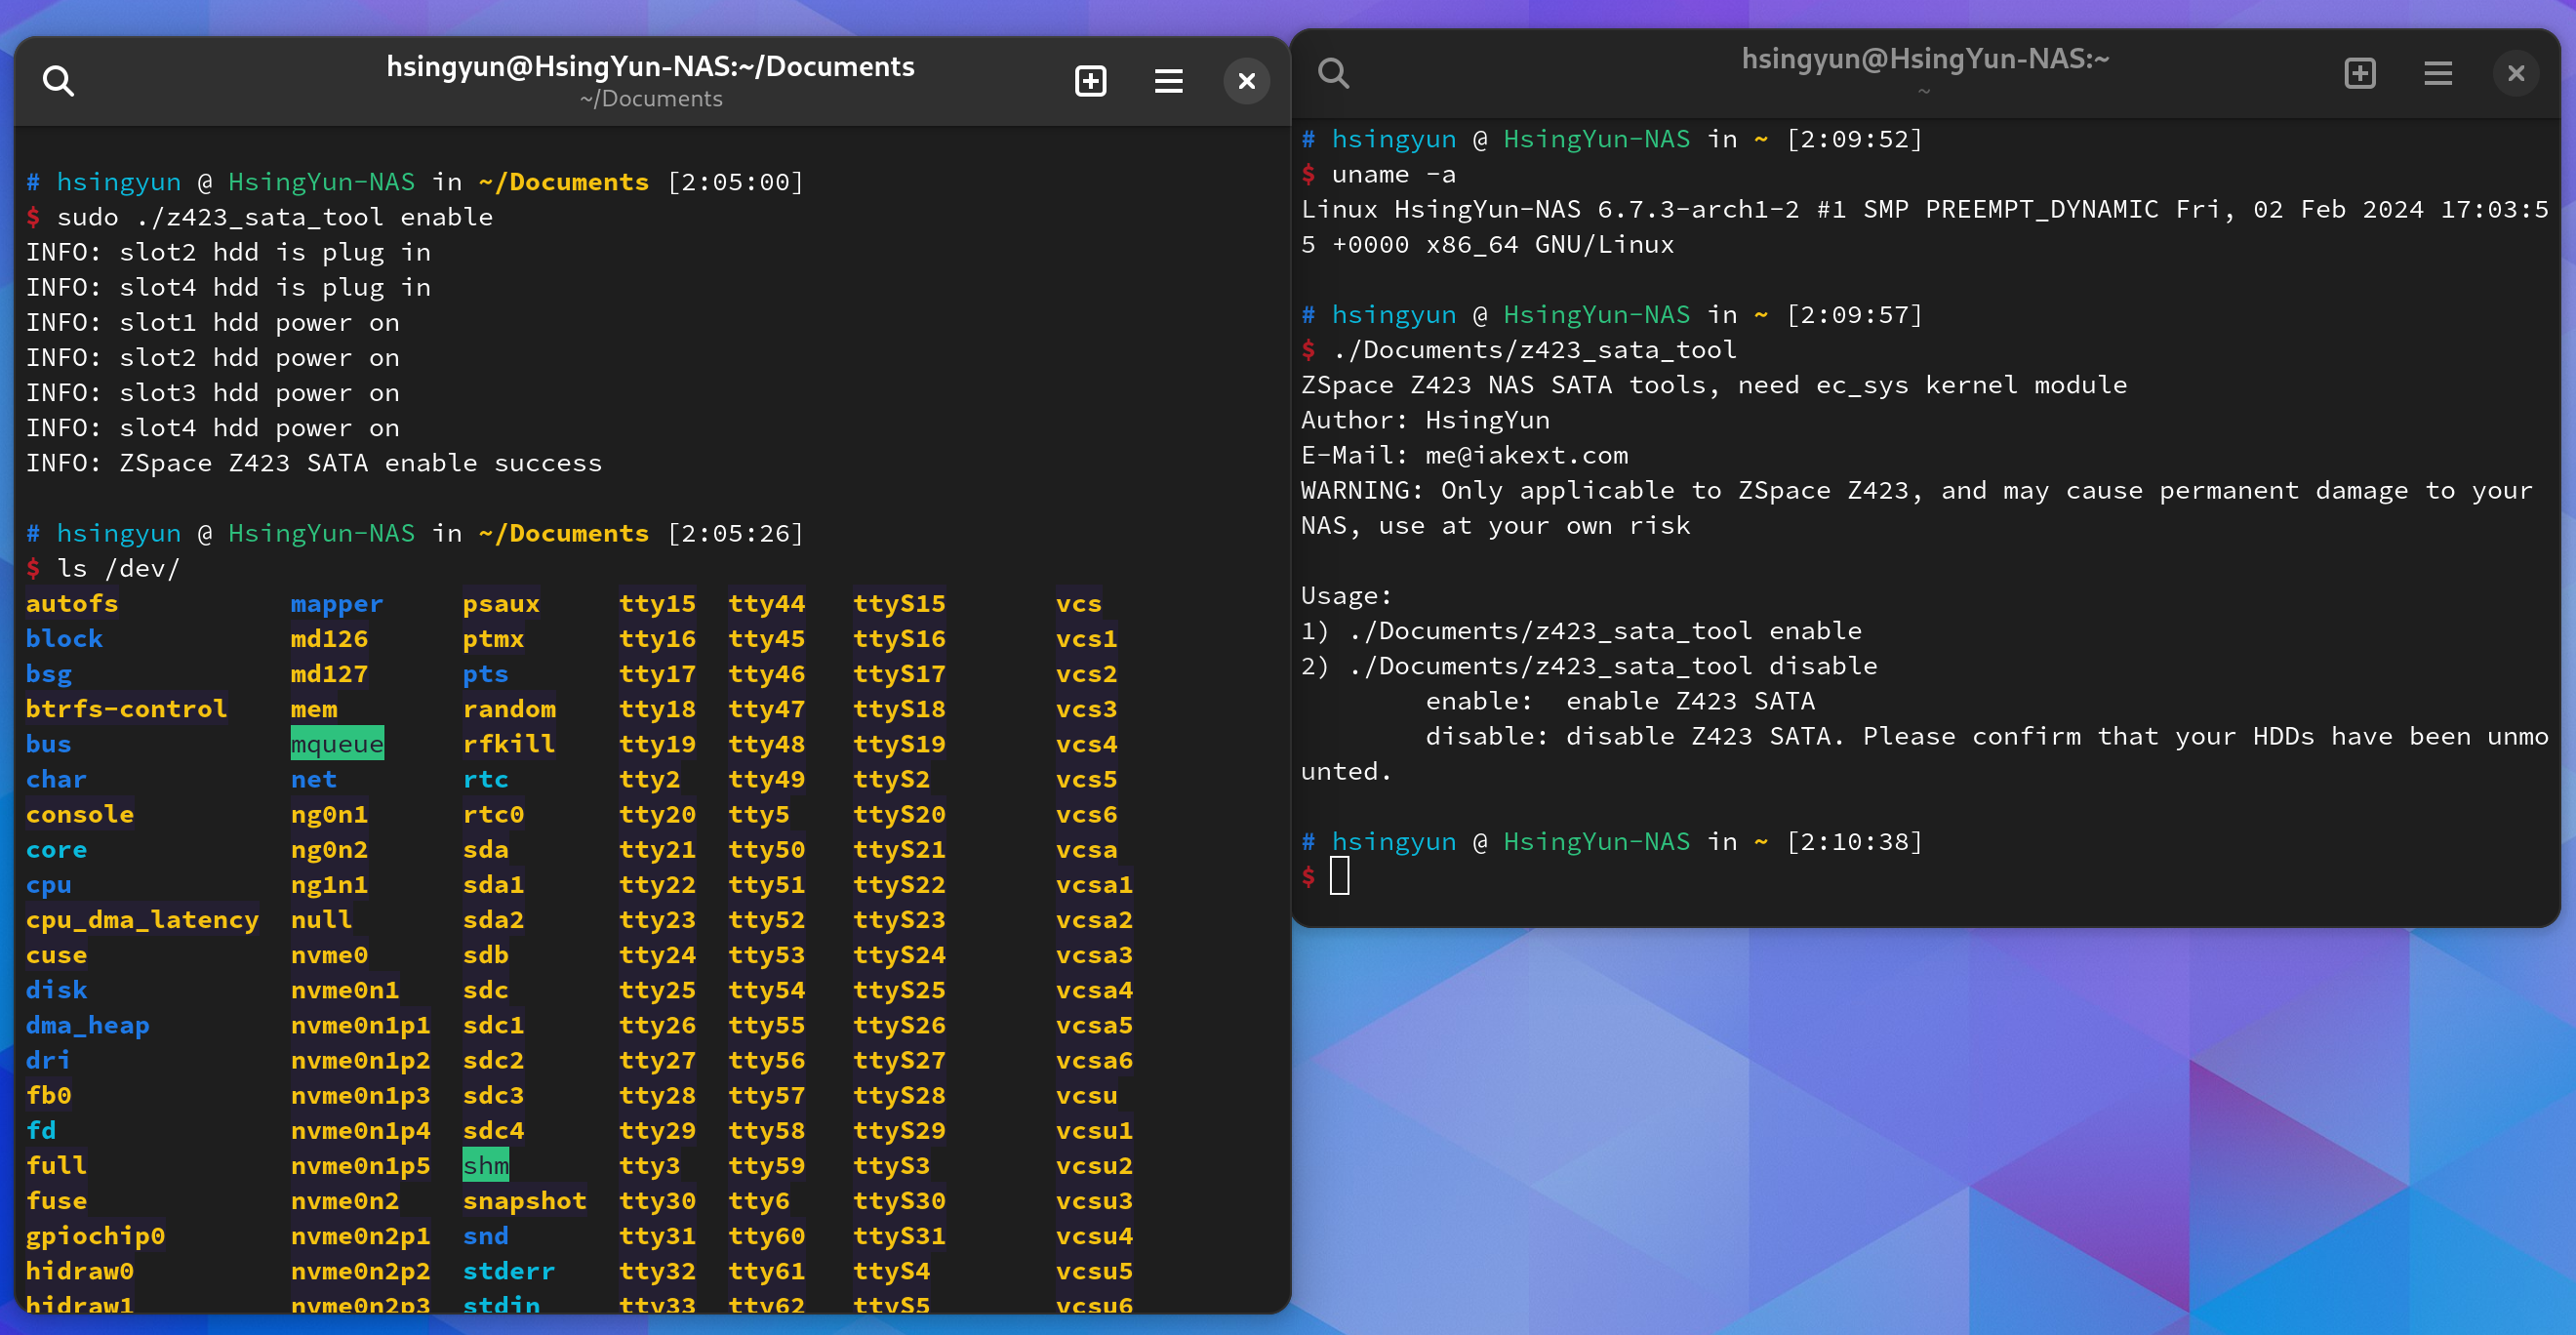 hsingyun@HsingYun-NAS:~/Documents
~/Documents
# hsingyun @ HsingYun-NAS in ~/Documents [2:05:00]
$ sudo ./z423_sata_tool enable
INFO: slot2 hdd is plug in
INFO: slot4 hdd is plug in
INFO: slot1 hdd power on
INFO: slot2 hdd power on
INFO: slot3 hdd power on
INFO: slot4 hdd power on
INFO: ZSpace Z423 SATA enable success
# hsingyun @ HsingYun-NAS in ~/Documents [2:05:26]
$ ls /dev/
autofs mapper psaux tty15 tty44 ttyS15 vcs
block md126 ptmx tty16 tty45 ttyS16 vcs1
bsg md127 pts tty17 tty46 ttyS17 vcs2
btrfs-control mem random tty18 tty47 ttyS18 vcs3
bus mqueue rfkill tty19 tty48 ttyS19 vcs4
char net rtc tty2 tty49 ttyS2 vcs5
console ng0n1 rtc0 tty20 tty5 ttyS20 vcs6
core ng0n2 sda tty21 tty50 ttyS21 vcsa
cpu ng1n1 sda1 tty22 tty51 ttyS22 vcsa1
cpu_dma_latency null sda2 tty23 tty52 ttyS23 vcsa2
cuse nvme0 sdb tty24 tty53 ttyS24 vcsa3
disk nvme0n1 sdc tty25 tty54 ttyS25 vcsa4
dma_heap nvme0n1p1 sdc1 tty26 tty55 ttyS26 vcsa5
dri nvme0n1p2 sdc2 tty27 tty56 ttyS27 vcsa6
fb0 nvme0n1p3 sdc3 tty28 tty57 ttyS28 vcsu
fd nvme0n1p4 sdc4 tty29 tty58 ttyS29 vcsu1
full nvme0n1p5 shm tty3 tty59 ttyS3 vcsu2
fuse nvme0n2 snapshot tty30 tty6 ttyS30 vcsu3
gpiochip0 nvme0n2p1 snd tty31 tty60 ttyS31 vcsu4
hidraw0 nvme0n2p2 stderr tty32 tty61 ttyS4 vcsu5
hidraw1 nvme0n2p3 stdin tty33 tty62 ttyS5 vcsu6
hsingyun@HsingYun-NAS:~
~
# hsingyun @ HsingYun-NAS in ~ [2:09:52]
$ uname -a
Linux HsingYun-NAS 6.7.3-arch1-2 #1 SMP PREEMPT_DYNAMIC Fri, 02 Feb 2024 17:03:5
5 +0000 x86_64 GNU/Linux
# hsingyun @ HsingYun-NAS in ~ [2:09:57]
$ ./Documents/z423_sata_tool
ZSpace Z423 NAS SATA tools, need ec_sys kernel module
Author: HsingYun
E-Mail: me@iakext.com
WARNING: Only applicable to ZSpace Z423, and may cause permanent damage to your
NAS, use at your own risk
Usage:
1) ./Documents/z423_sata_tool enable
2) ./Documents/z423_sata_tool disable
enable: enable Z423 SATA
disable: disable Z423 SATA. Please confirm that your HDDs have been unmo
unted.
# hsingyun @ HsingYun-NAS in ~ [2:10:38]
$